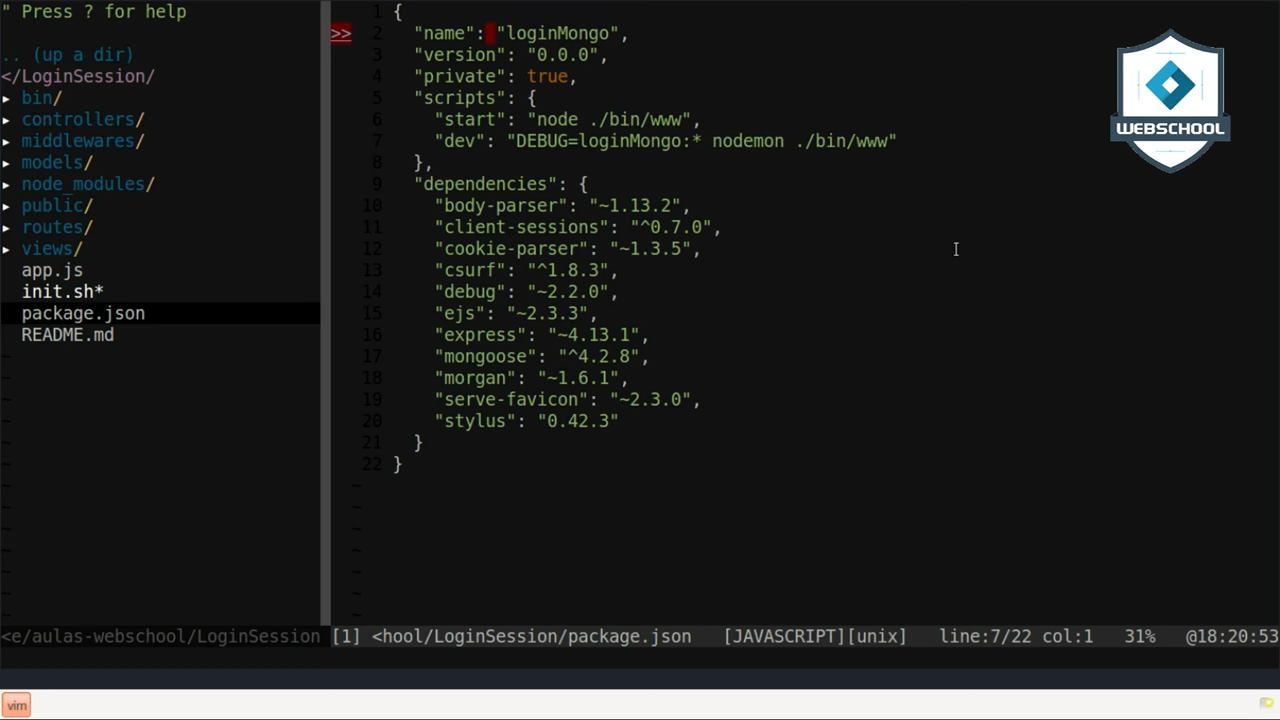 " Press ? for help
.. (up a dir)
</LoginSession/
▸ bin/
▸ controllers/
▸ middlewares/
▸ models/
▸ node_modules/
▸ public/
▸ routes/
▸ views/
app.js
init.sh*
package.json
README.md
<e/aulas-webschool/LoginSession
1 {
>> 2 "name": "loginMongo",
3 "version": "0.0.0",
4 "private": true,
5 "scripts": {
6 "start": "node ./bin/www",
7 "dev": "DEBUG=loginMongo:* nodemon ./bin/www"
8 },
9 "dependencies": {
10 "body-parser": "~1.13.2",
11 "client-sessions": "^0.7.0",
12 "cookie-parser": "~1.3.5",
13 "csurf": "^1.8.3",
14 "debug": "~2.2.0",
15 "ejs": "~2.3.3",
16 "express": "~4.13.1",
17 "mongoose": "^4.2.8",
18 "morgan": "~1.6.1",
19 "serve-favicon": "~2.3.0",
20 "stylus": "0.42.3"
21 }
22 }
[1] <hool/LoginSession/package.json [JAVASCRIPT][unix] line:7/22 col:1 31% @18:20:53
WEBSCHOOL
vim